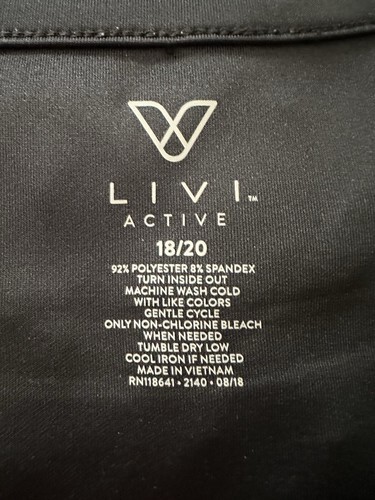 LIVI™
ACTIVE
18/20
92% POLYESTER 8% SPANDEX
TURN INSIDE OUT
MACHINE WASH COLD
WITH LIKE COLORS
GENTLE CYCLE
ONLY NON-CHLORINE BLEACH
WHEN NEEDED
TUMBLE DRY LOW
COOL IRON IF NEEDED
MADE IN VIETNAM
RN118641 • 2140 • 08/18